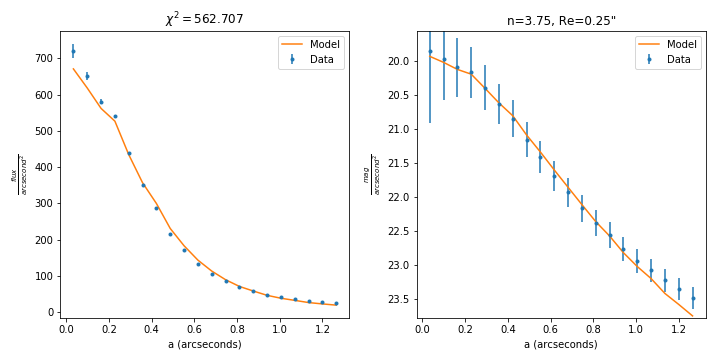 χ² = 562.707
Model
Data
flux
arcsecond²
700
600
500
400
300
200
100
0
0.0 0.2 0.4 0.6 0.8 1.0 1.2
a (arcseconds)
n=3.75, Re=0.25"
Model
Data
mag
arcsecond²
20.0
20.5
21.0
21.5
22.0
22.5
23.0
23.5
0.0 0.2 0.4 0.6 0.8 1.0 1.2
a (arcseconds)